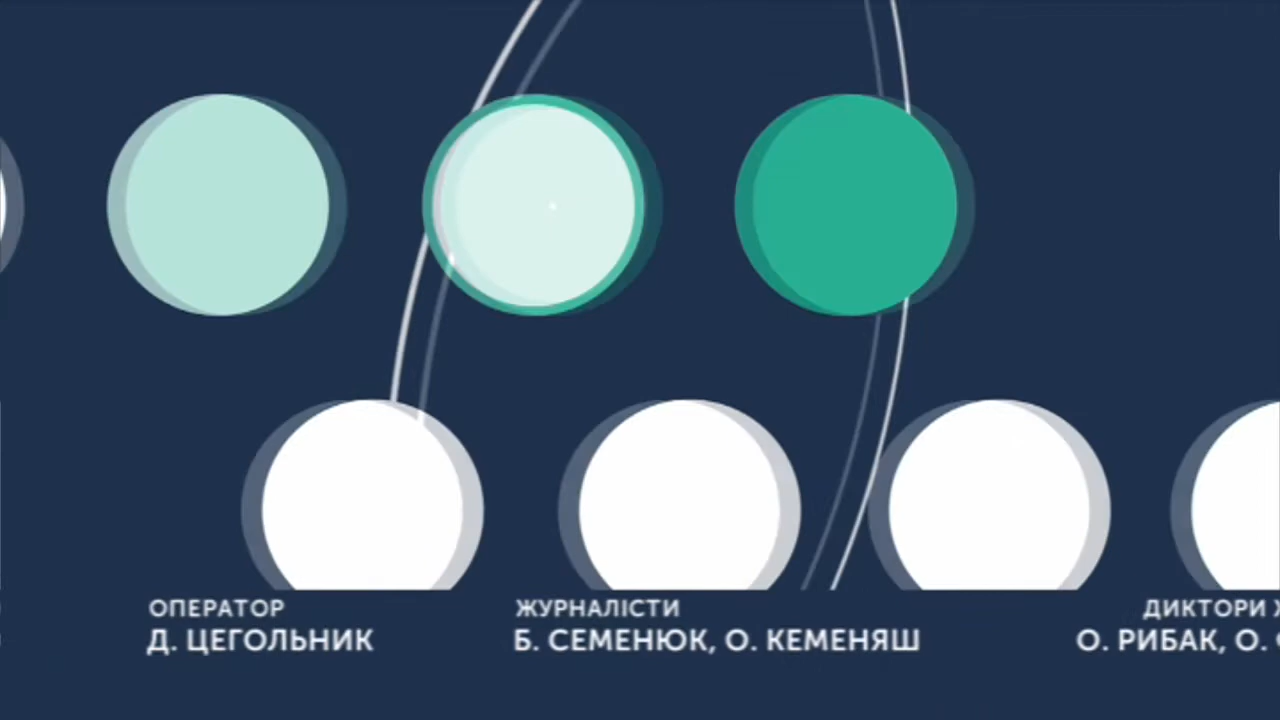 ОПЕРАТОР
Д. ЦЕГОЛЬНИК
ЖУРНАЛІСТИ
Б. СЕМЕНЮК, О. КЕМЕНЯШ
ДИКТОРИ
О. РИБАК, О.